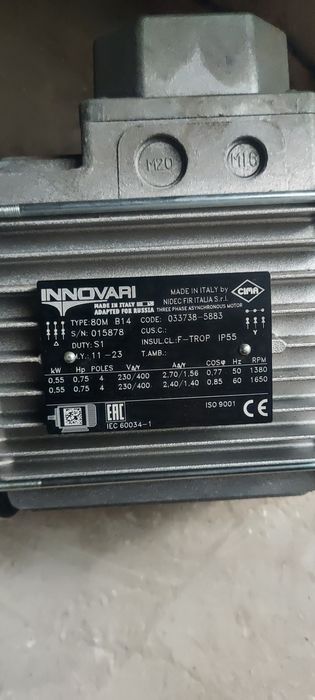 M20 M16
INNOVARI MADE IN ITALY by CIMA
MADE IN ITALY NIDEC FIR ITALIA S.r.l.
ADAPTED FOR RUSSIA THREE PHASE ASYNCHRONOUS MOTOR
TYPE: 80M B14 CODE: 033738-5883
S/N: 015878 CUS.C.:
DUTY: S1 INSUL.CL.:F-TROP IP55
M.Y.: 11-23 T.AMB.:
kW Hp POLES V△/Y A△/Y COSφ Hz RPM
0.55 0.75 4 230/400 2.70/1.56 0.77 50 1380
0.55 0.75 4 230/400 2.40/1.40 0.85 60 1650
EAC ISO 9001 CE
IEC 60034-1